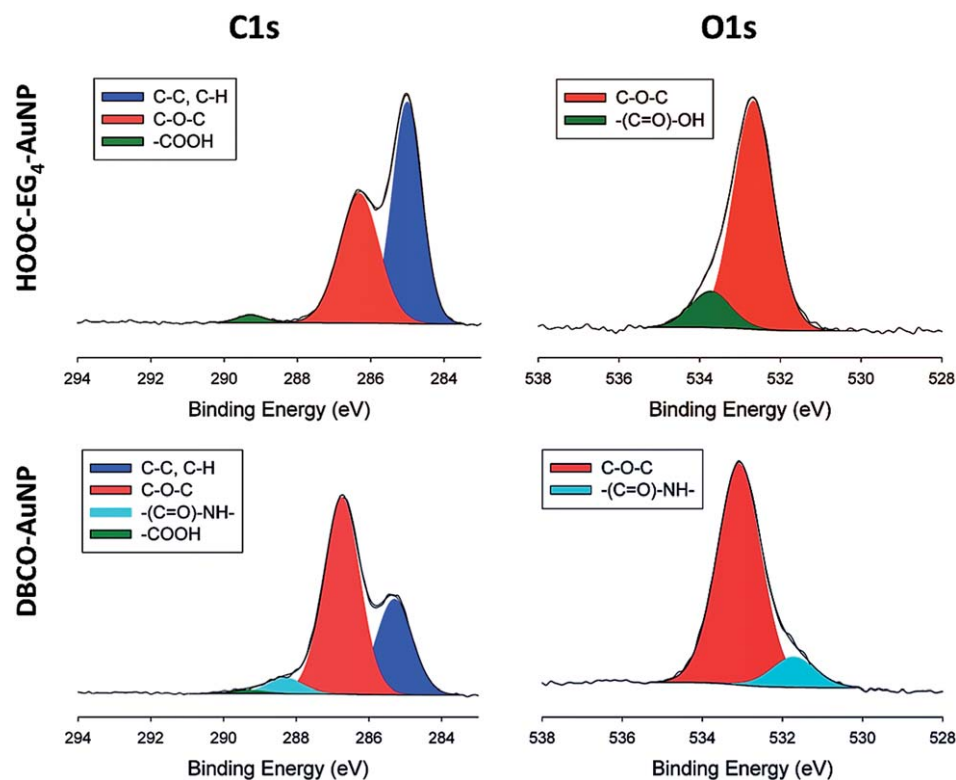 C1s
O1s
HOOC-EG4-AuNP
C-C, C-H
C-O-C
-COOH
294 292 290 288 286 284
Binding Energy (eV)
C-O-C
-(C=O)-OH
538 536 534 532 530 528
Binding Energy (eV)
DBCO-AuNP
C-C, C-H
C-O-C
-(C=O)-NH-
-COOH
294 292 290 288 286 284
Binding Energy (eV)
C-O-C
-(C=O)-NH-
538 536 534 532 530 528
Binding Energy (eV)